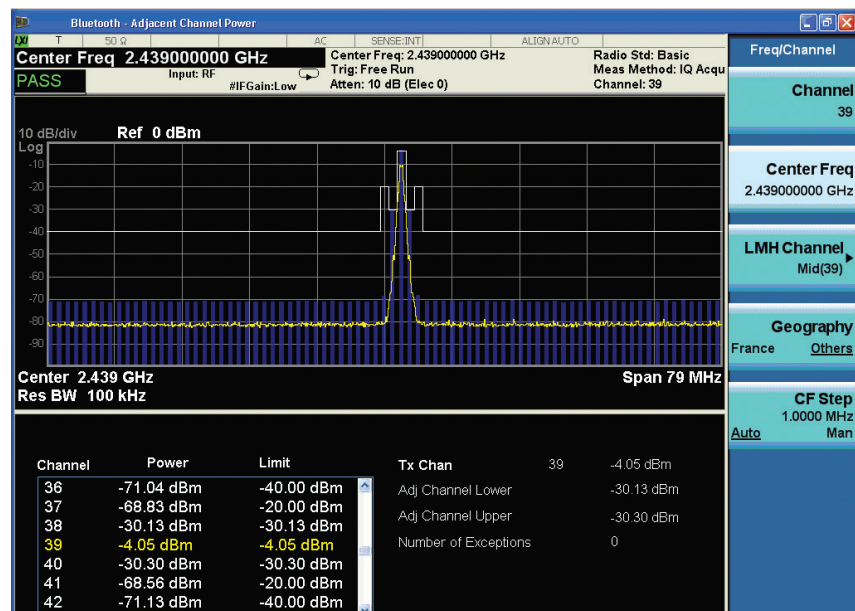 Bluetooth - Adjacent Channel Power
LXI
T
50 Ω
AC
SENSE:INT
ALIGN AUTO
Center Freq 2.439000000 GHz
Center Freq: 2.439000000 GHz
Radio Std: Basic
Input: RF
Trig: Free Run
Meas Method: IQ Acqu
PASS
#IFGain:Low
Atten: 10 dB (Elec 0)
Channel: 39
10 dB/div
Ref 0 dBm
Log
-10
-20
-30
-40
-50
-60
-70
-80
-90
Center 2.439 GHz
Span 79 MHz
Res BW 100 kHz
Channel Power Limit
36 -71.04 dBm -40.00 dBm
37 -68.83 dBm -20.00 dBm
38 -30.13 dBm -30.13 dBm
39 -4.05 dBm -4.05 dBm
40 -30.30 dBm -30.30 dBm
41 -68.56 dBm -20.00 dBm
42 -71.13 dBm -40.00 dBm
Tx Chan 39 -4.05 dBm
Adj Channel Lower -30.13 dBm
Adj Channel Upper -30.30 dBm
Number of Exceptions 0
Freq/Channel
Channel
39
Center Freq
2.439000000 GHz
LMH Channel
Mid(39)
Geography
France Others
CF Step
1.0000 MHz
Auto Man